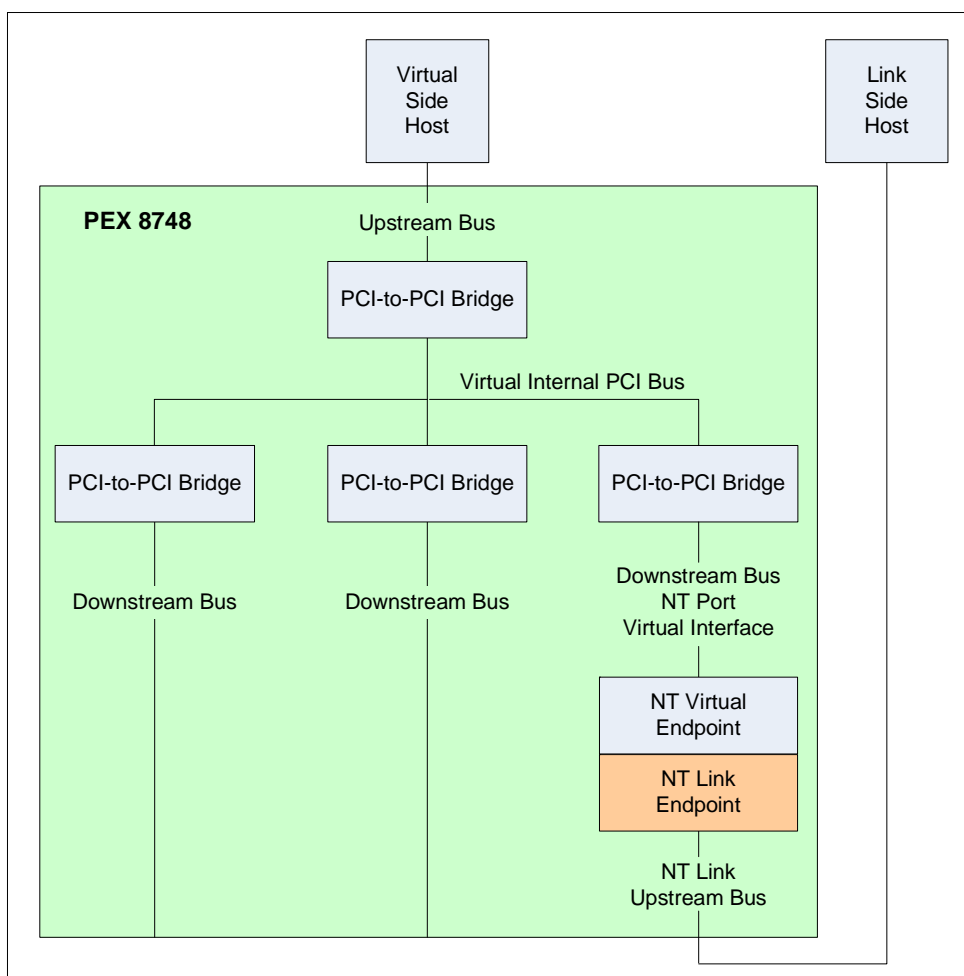 Virtual
Side
Host
Link
Side
Host
PEX 8748
Upstream Bus
PCI-to-PCI Bridge
Virtual Internal PCI Bus
PCI-to-PCI Bridge
PCI-to-PCI Bridge
PCI-to-PCI Bridge
Downstream Bus
Downstream Bus
Downstream Bus
NT Port
Virtual Interface
NT Virtual
Endpoint
NT Link
Endpoint
NT Link
Upstream Bus